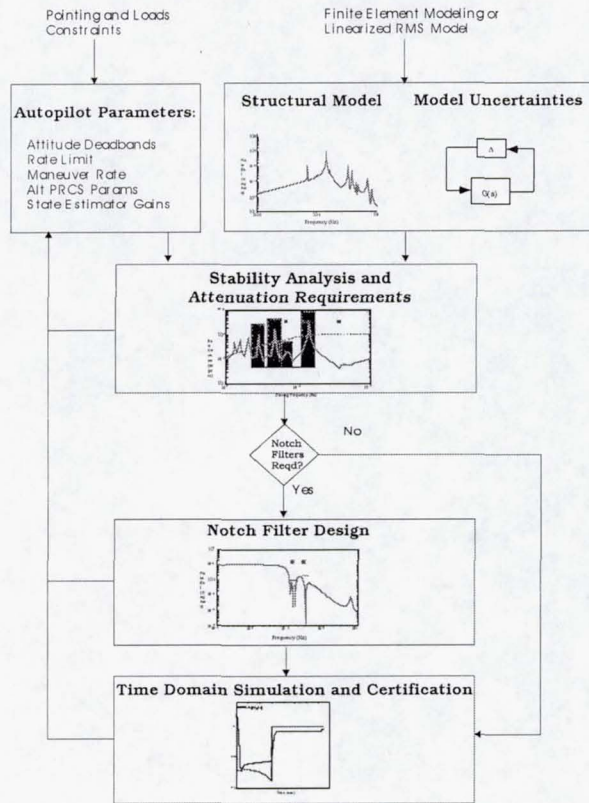 Pointing and Loads
Constraints
Finite Element Modeling or
Linearized RMS Model
Autopilot Parameters:
Attitude Deadbands
Rate Limit
Maneuver Rate
Alt PRCS Params
State Estimator Gains
Structural Model
Model Uncertainties
Frequency (Hz)
Δ
G(s)
Stability Analysis and
Attenuation Requirements
Notch
Filters
Reqd?
No
Yes
Notch Filter Design
Frequency (Hz)
Time Domain Simulation and Certification